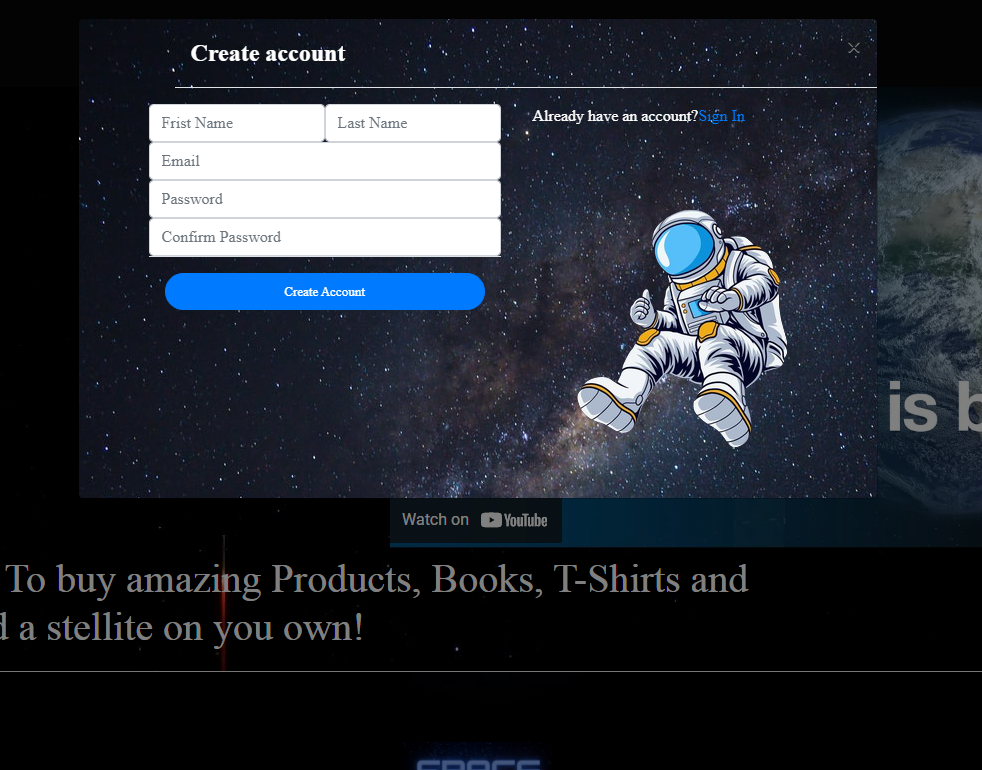 Create account
Frist Name
Last Name
Already have an account?Sign In
Email
Password
Confirm Password
Create Account
is b
Watch on YouTube
To buy amazing Products, Books, T-Shirts and
d a stellite on you own!
SPACE